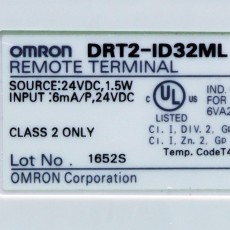 OMRON DRT2-ID32ML
REMOTE TERMINAL
SOURCE:24VDC,1.5W
INPUT :6mA/P,24VDC
CLASS 2 ONLY
Lot No. 1652S
OMRON Corporation
UL
LISTED
IND.
FOR
6VA2
Cl. I, DIV. 2, G
Cl. I, Zn. 2, Gp
Temp. CodeT4